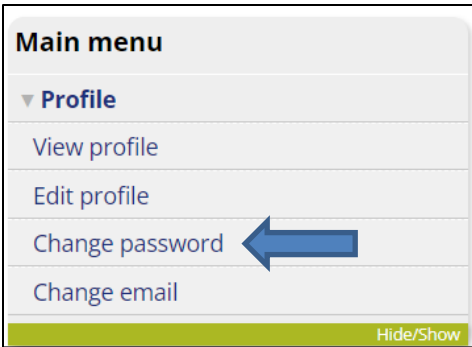 Main menu
Profile
View profile
Edit profile
Change password
Change email
Hide/Show